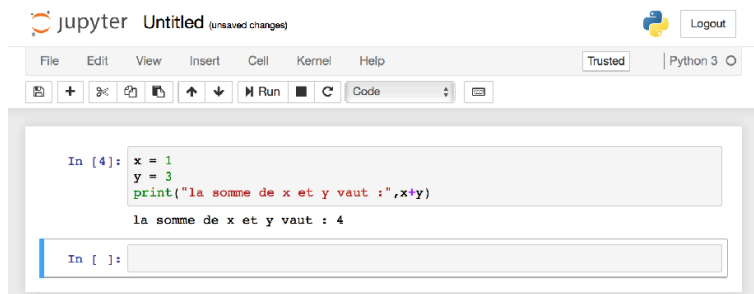 jupyter Untitled (unsaved changes) Logout
File Edit View Insert Cell Kernel Help Trusted Python 3
Run C Code
In [4]: x = 1
y = 3
print("la somme de x et y vaut :",x+y)
la somme de x et y vaut : 4
In [ ]: